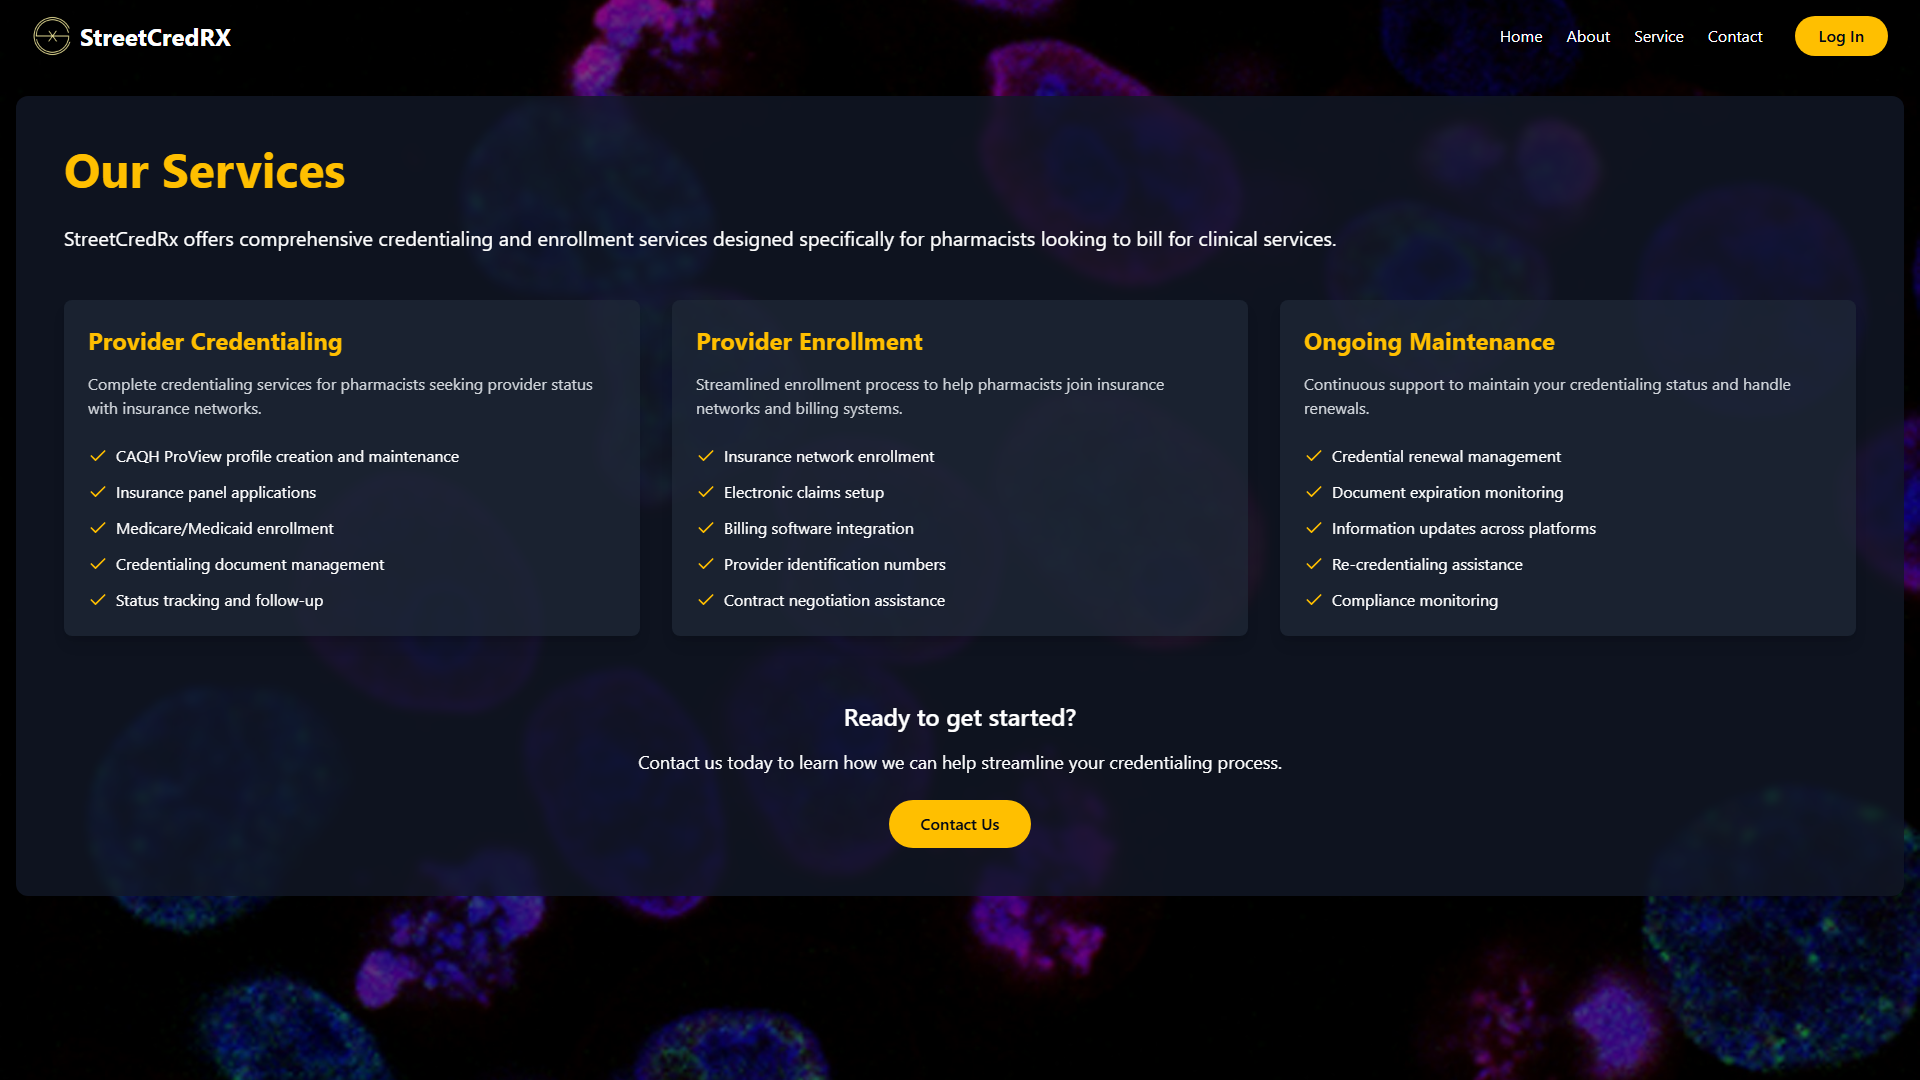 StreetCredRX
Home About Service Contact Log In
Our Services
StreetCredRx offers comprehensive credentialing and enrollment services designed specifically for pharmacists looking to bill for clinical services.
Provider Credentialing
Complete credentialing services for pharmacists seeking provider status
with insurance networks.
CAQH ProView profile creation and maintenance
Insurance panel applications
Medicare/Medicaid enrollment
Credentialing document management
Status tracking and follow-up
Provider Enrollment
Streamlined enrollment process to help pharmacists join insurance
networks and billing systems.
Insurance network enrollment
Electronic claims setup
Billing software integration
Provider identification numbers
Contract negotiation assistance
Ongoing Maintenance
Continuous support to maintain your credentialing status and handle
renewals.
Credential renewal management
Document expiration monitoring
Information updates across platforms
Re-credentialing assistance
Compliance monitoring
Ready to get started?
Contact us today to learn how we can help streamline your credentialing process.
Contact Us